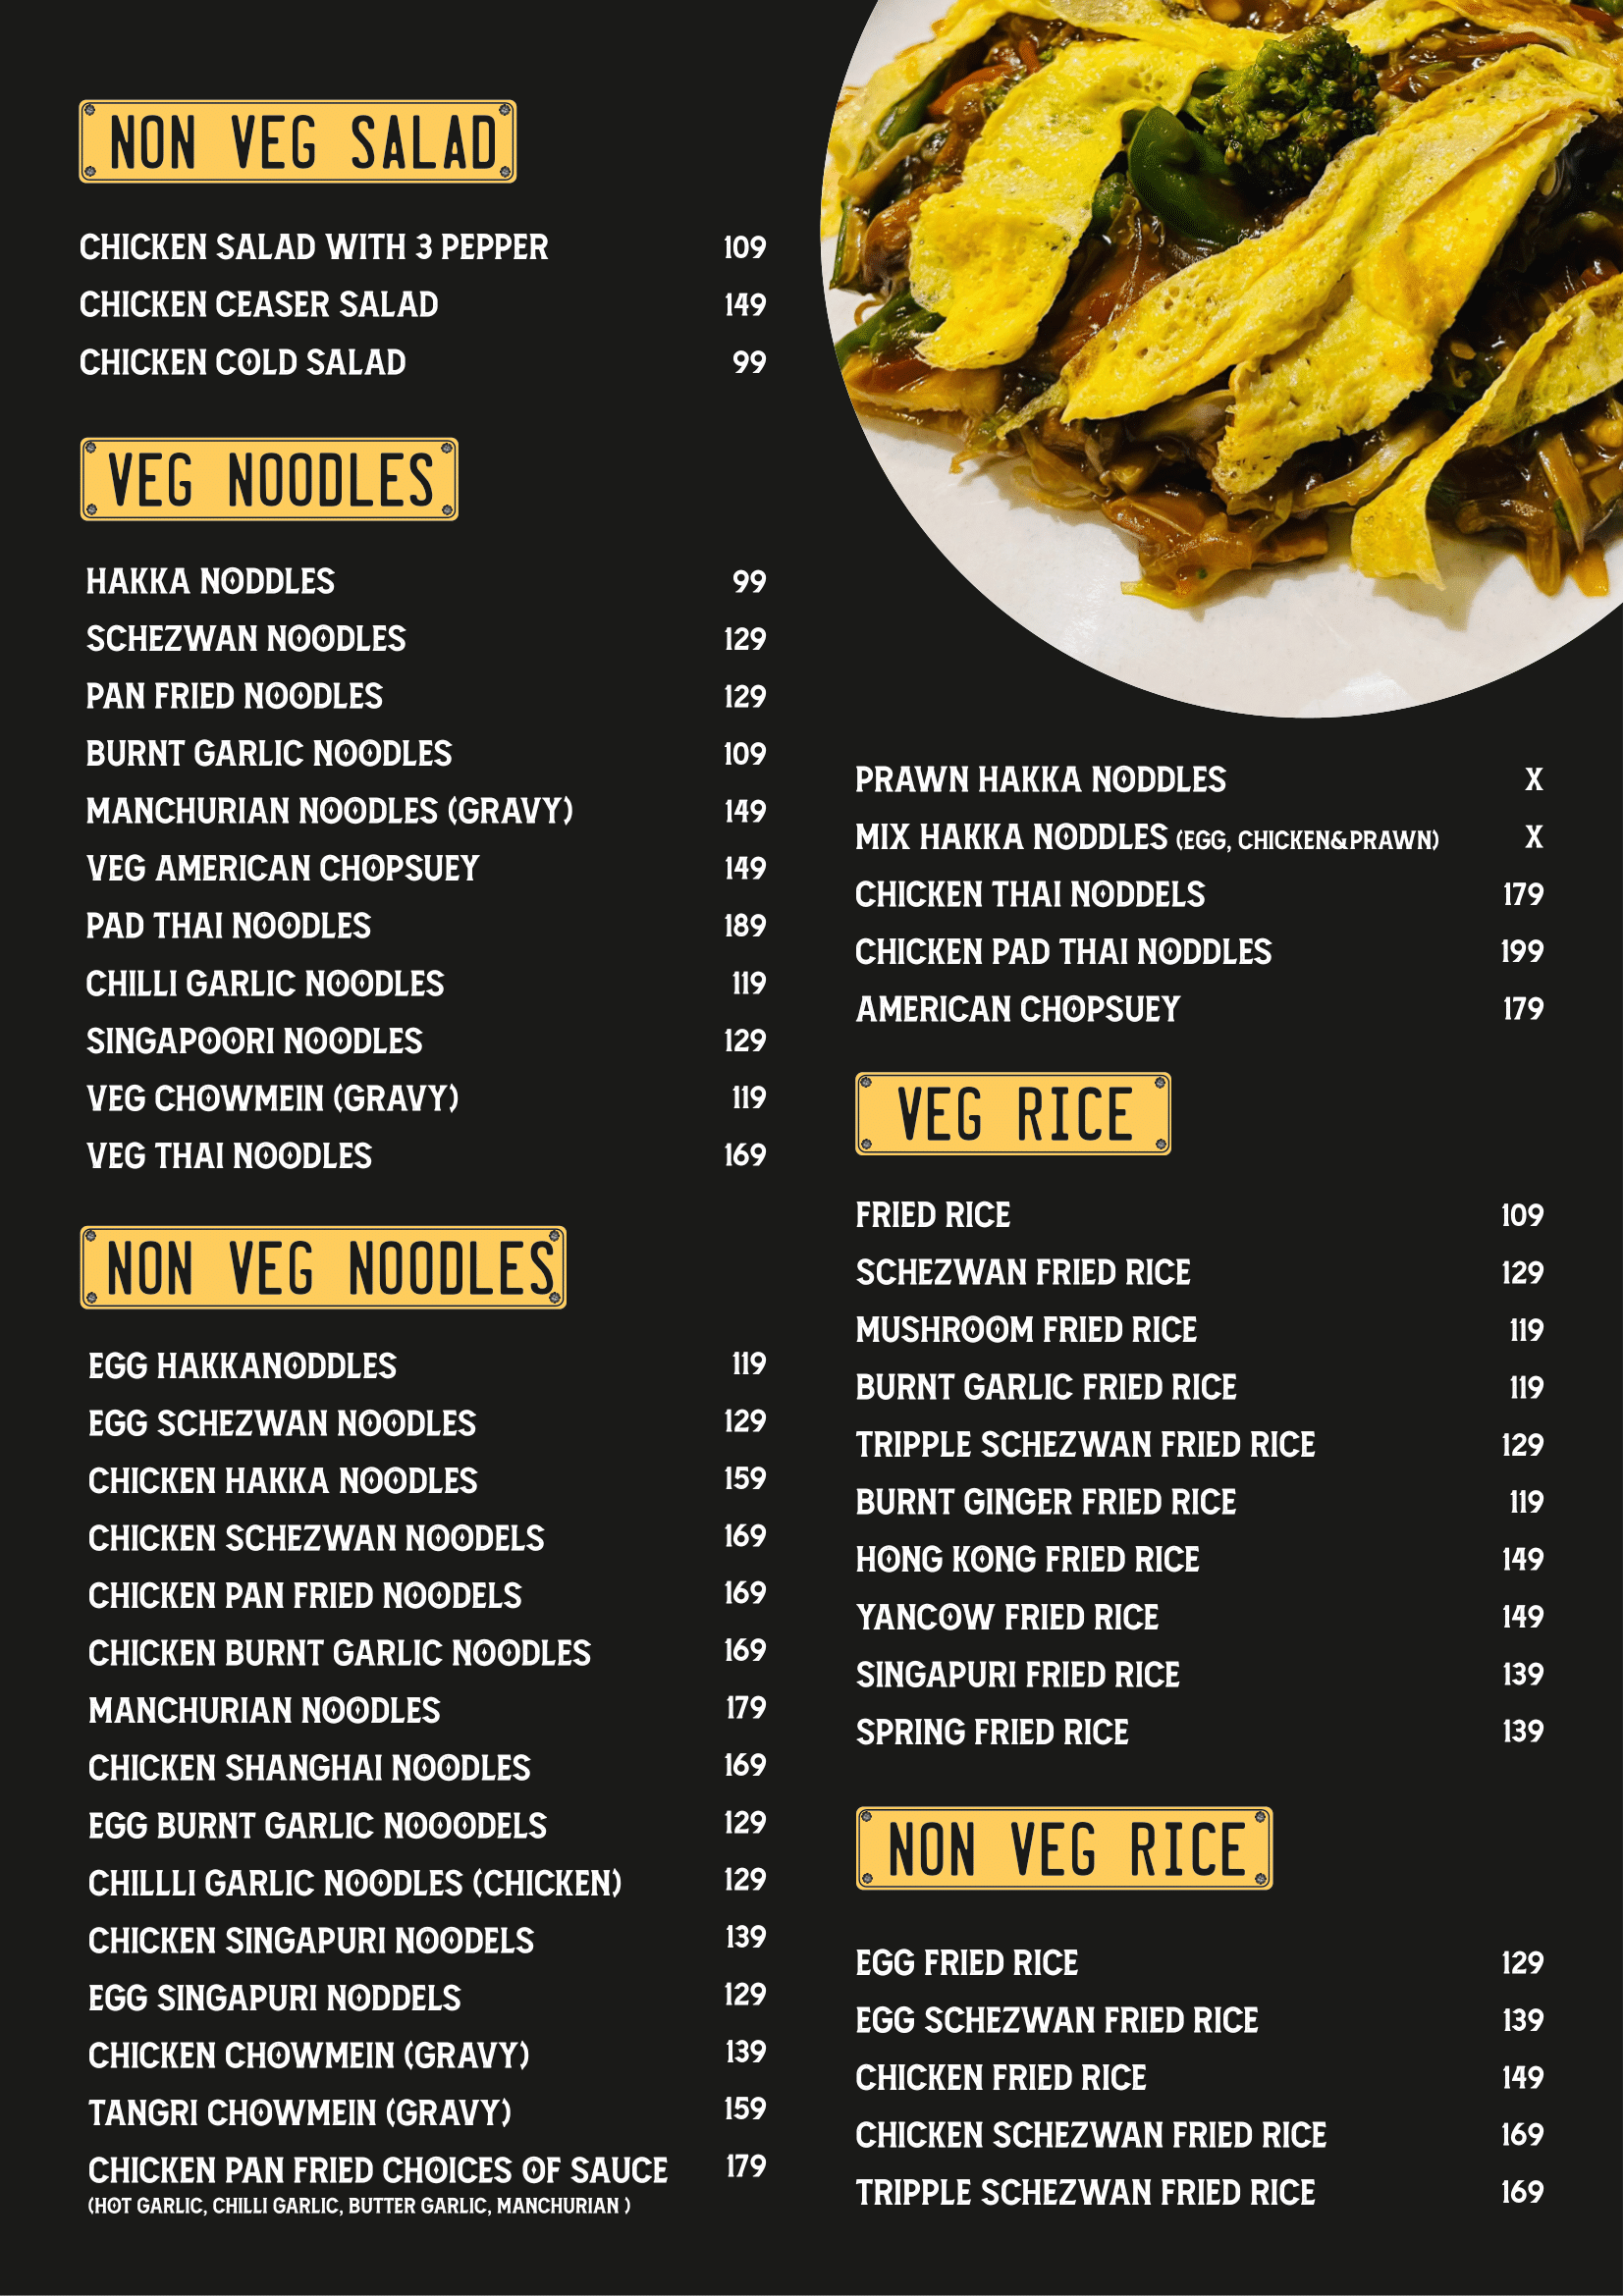 NON VEG SALAD
CHICKEN SALAD WITH 3 PEPPER 109
CHICKEN CEASER SALAD 149
CHICKEN COLD SALAD 99
VEG NOODLES
HAKKA NODDLES 99
SCHEZWAN NOODLES 129
PAN FRIED NOODLES 129
BURNT GARLIC NOODLES 109
MANCHURIAN NOODLES (GRAVY) 149
VEG AMERICAN CHOPSUEY 149
PAD THAI NOODLES 189
CHILLI GARLIC NOODLES 119
SINGAPOORI NOODLES 129
VEG CHOWMEIN (GRAVY) 119
VEG THAI NOODLES 169
NON VEG NOODLES
EGG HAKKANODDLES 119
EGG SCHEZWAN NOODLES 129
CHICKEN HAKKA NOODLES 159
CHICKEN SCHEZWAN NOODELS 169
CHICKEN PAN FRIED NOODELS 169
CHICKEN BURNT GARLIC NOODLES 169
MANCHURIAN NOODLES 179
CHICKEN SHANGHAI NOODLES 169
EGG BURNT GARLIC NOOODELS 129
CHILLLI GARLIC NOODLES (CHICKEN) 129
CHICKEN SINGAPURI NOODELS 139
EGG SINGAPURI NODDELS 129
CHICKEN CHOWMEIN (GRAVY) 139
TANGRI CHOWMEIN (GRAVY) 159
CHICKEN PAN FRIED CHOICES OF SAUCE 179
(HOT GARLIC, CHILLI GARLIC, BUTTER GARLIC, MANCHURIAN )
PRAWN HAKKA NODDLES X
MIX HAKKA NODDLES (EGG, CHICKEN&PRAWN) X
CHICKEN THAI NODDELS 179
CHICKEN PAD THAI NODDLES 199
AMERICAN CHOPSUEY 179
VEG RICE
FRIED RICE 109
SCHEZWAN FRIED RICE 129
MUSHROOM FRIED RICE 119
BURNT GARLIC FRIED RICE 119
TRIPPLE SCHEZWAN FRIED RICE 129
BURNT GINGER FRIED RICE 119
HONG KONG FRIED RICE 149
YANCOW FRIED RICE 149
SINGAPURI FRIED RICE 139
SPRING FRIED RICE 139
NON VEG RICE
EGG FRIED RICE 129
EGG SCHEZWAN FRIED RICE 139
CHICKEN FRIED RICE 149
CHICKEN SCHEZWAN FRIED RICE 169
TRIPPLE SCHEZWAN FRIED RICE 169